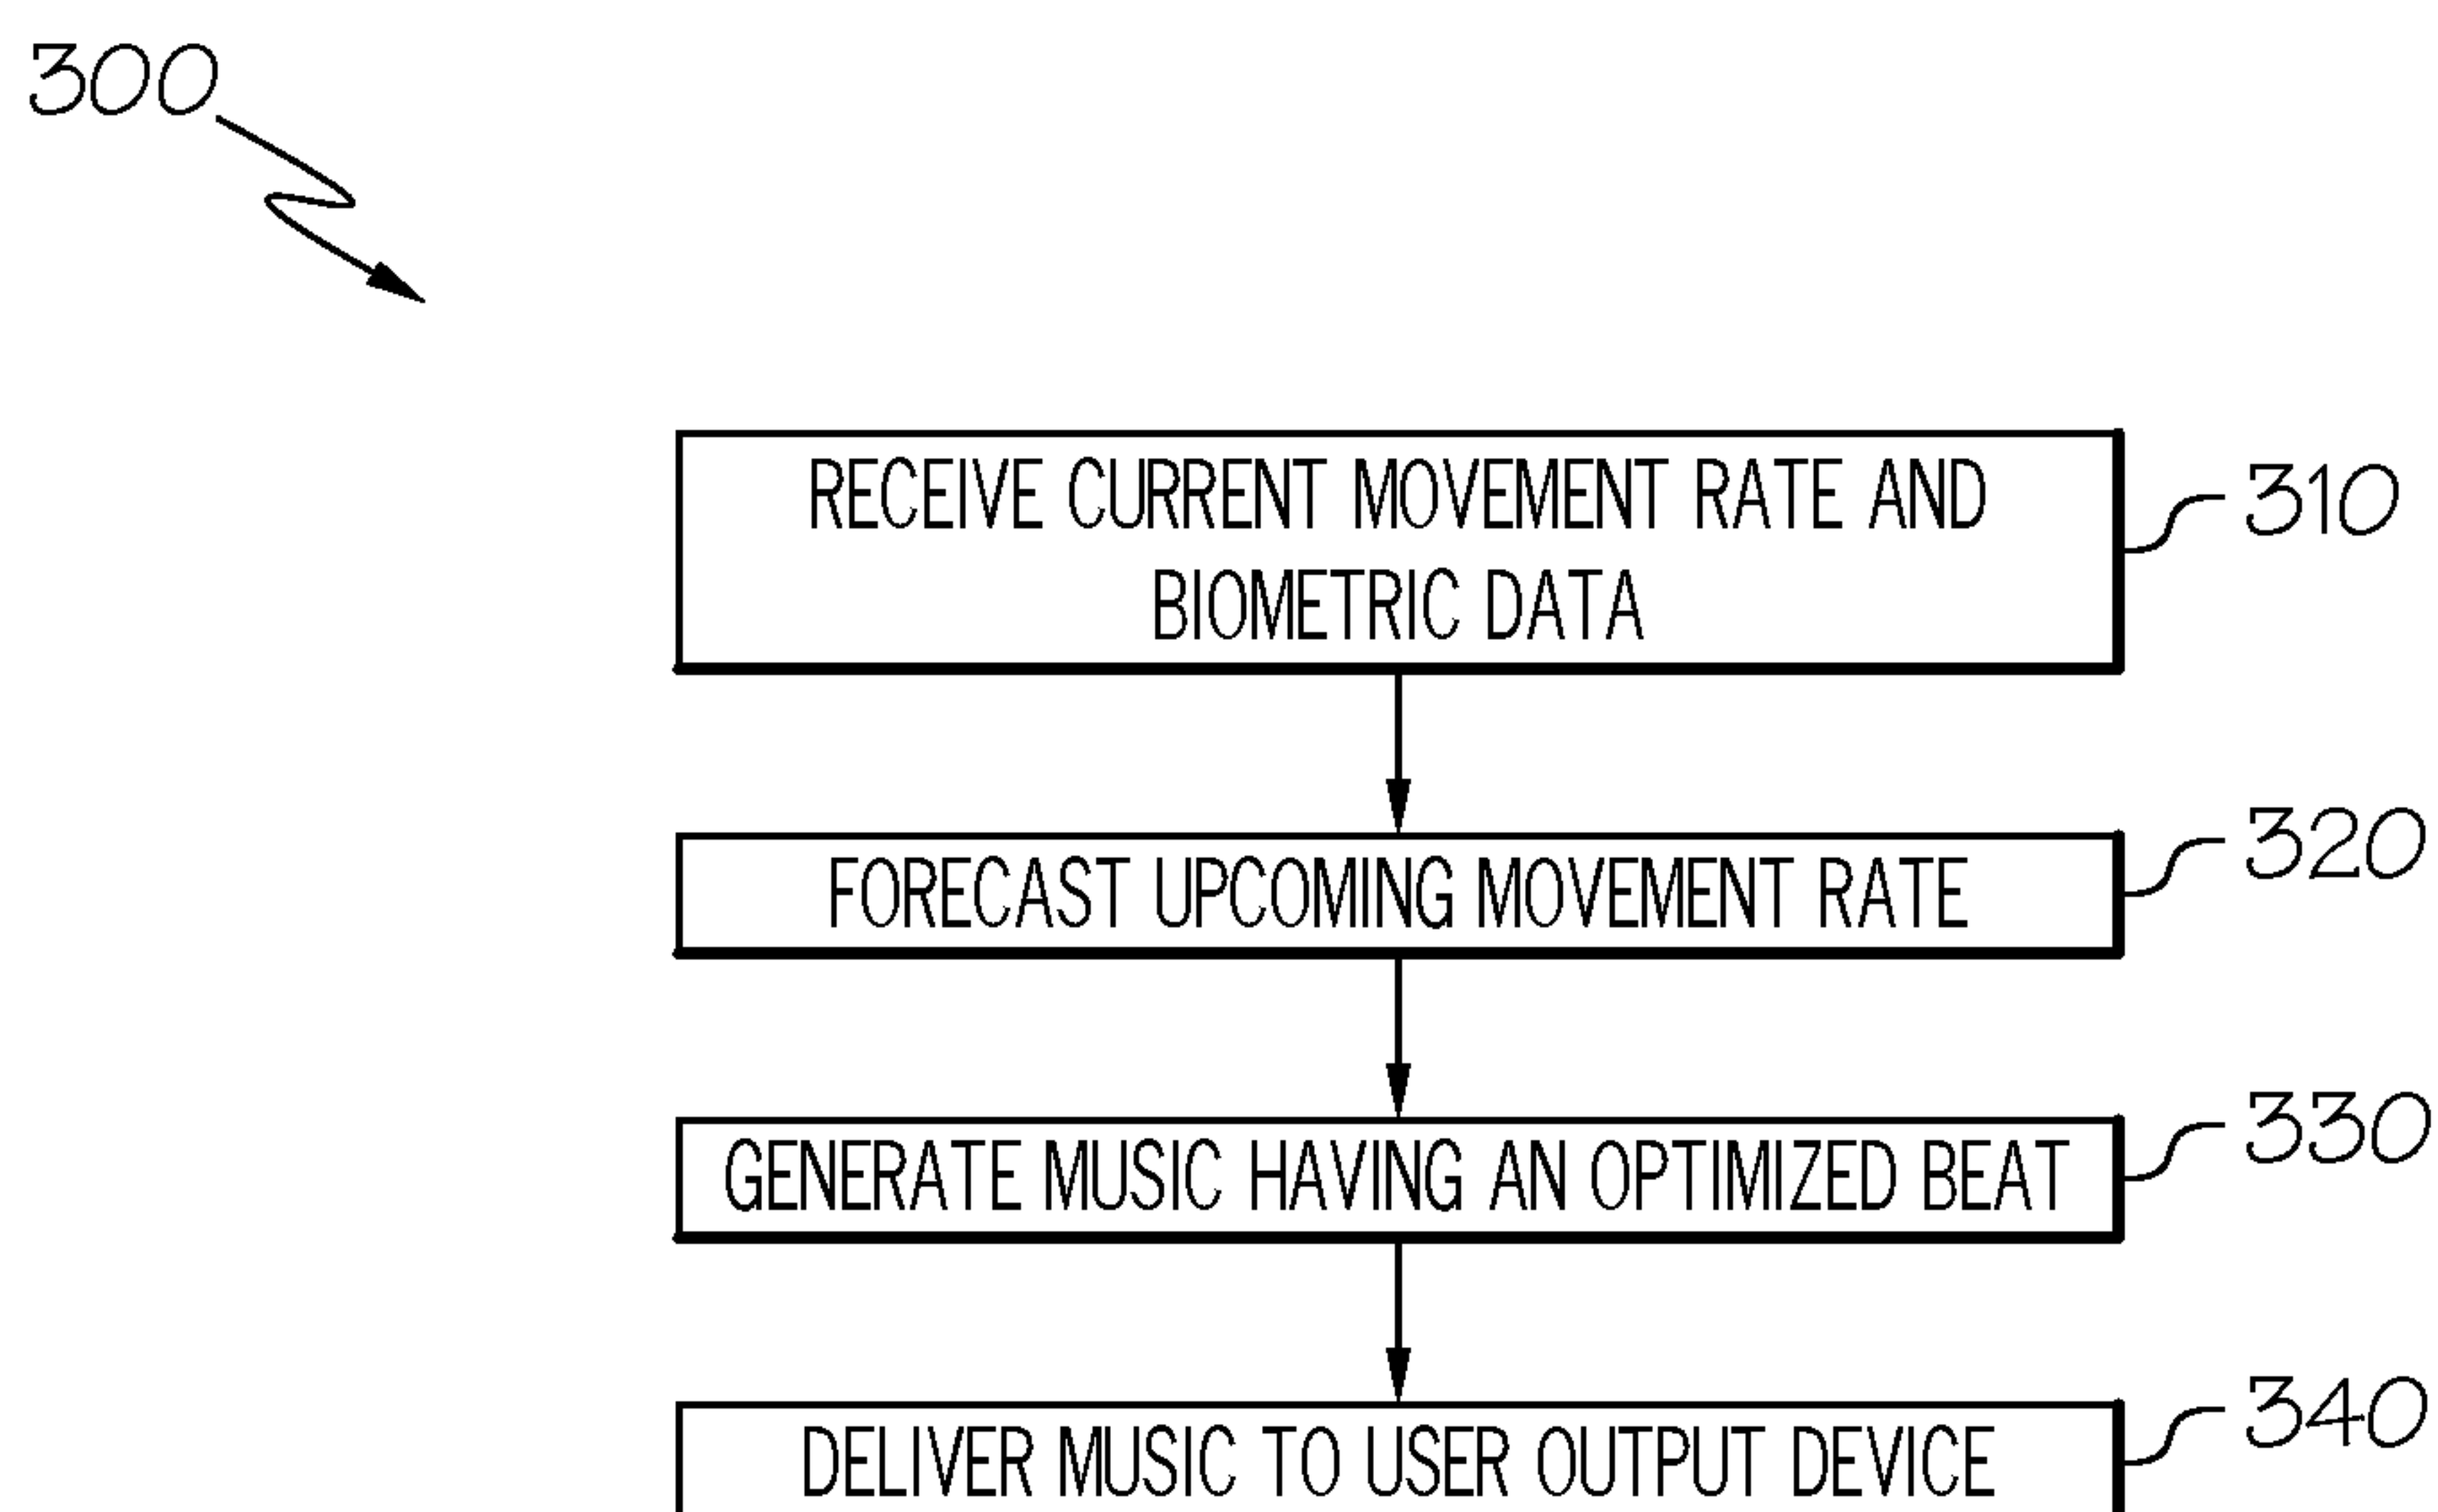 300
RECEIVE CURRENT MOVEMENT RATE AND
BIOMETRIC DATA
310
FORECAST UPCOMING MOVEMENT RATE
320
GENERATE MUSIC HAVING AN OPTIMIZED BEAT
330
DELIVER MUSIC TO USER OUTPUT DEVICE
340